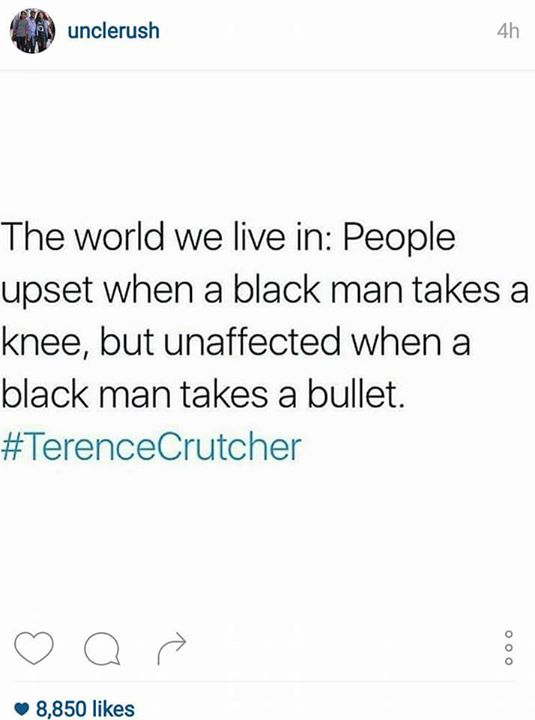 unclerush 4h
The world we live in: People
upset when a black man takes a
knee, but unaffected when a
black man takes a bullet.
#TerenceCrutcher
8,850 likes